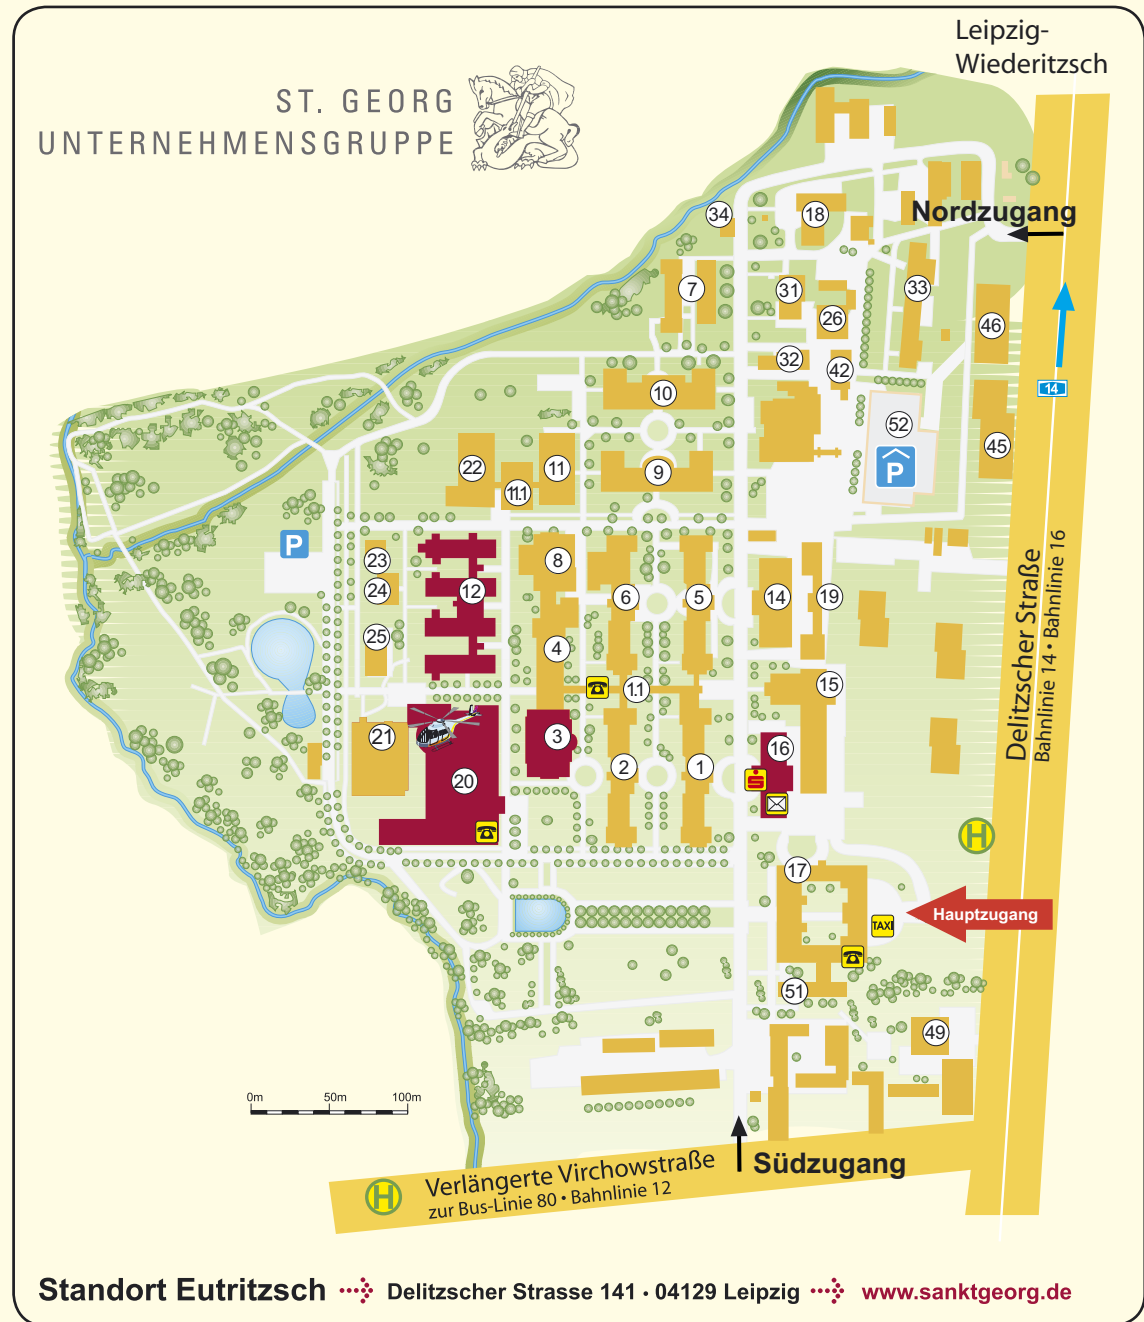 Leipzig-
Wiederitzsch
ST. GEORG
UNTERNEHMENSGRUPPE
34
18
Nordzugang
7
31
33
26
46
32
42
14
10
52
P
45
22
11
11.1
9
P
23
8
24
12
6
5
14
19
25
4
1.1
15
21
3
16
20
2
1
S
Delitzscher Straße
Bahnlinie 14 • Bahnlinie 16
H
17
Hauptzugang
TAXI
51
49
0m 50m 100m
Südzugang
H
Verlängerte Virchowstraße
zur Bus-Linie 80 • Bahnlinie 12
Standort Eutritzsch Delitzscher Strasse 141 • 04129 Leipzig www.sanktgeorg.de